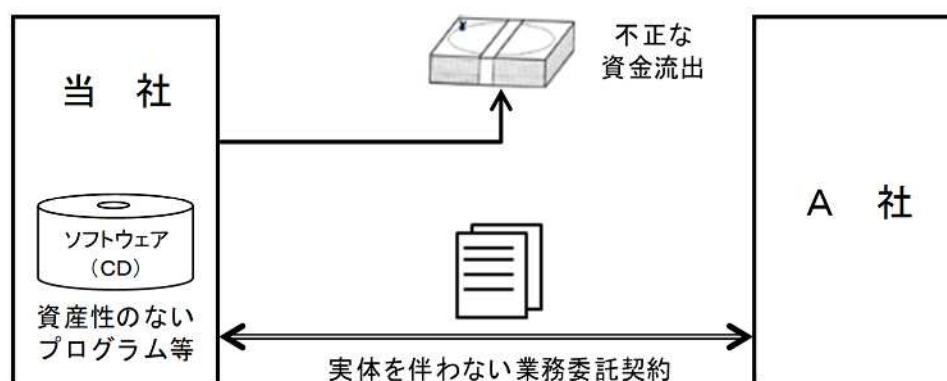 当 社
ソフトウェア
(CD)
資産性のない
プログラム等
¥
不正な
資金流出
実体を伴わない業務委託契約
A 社